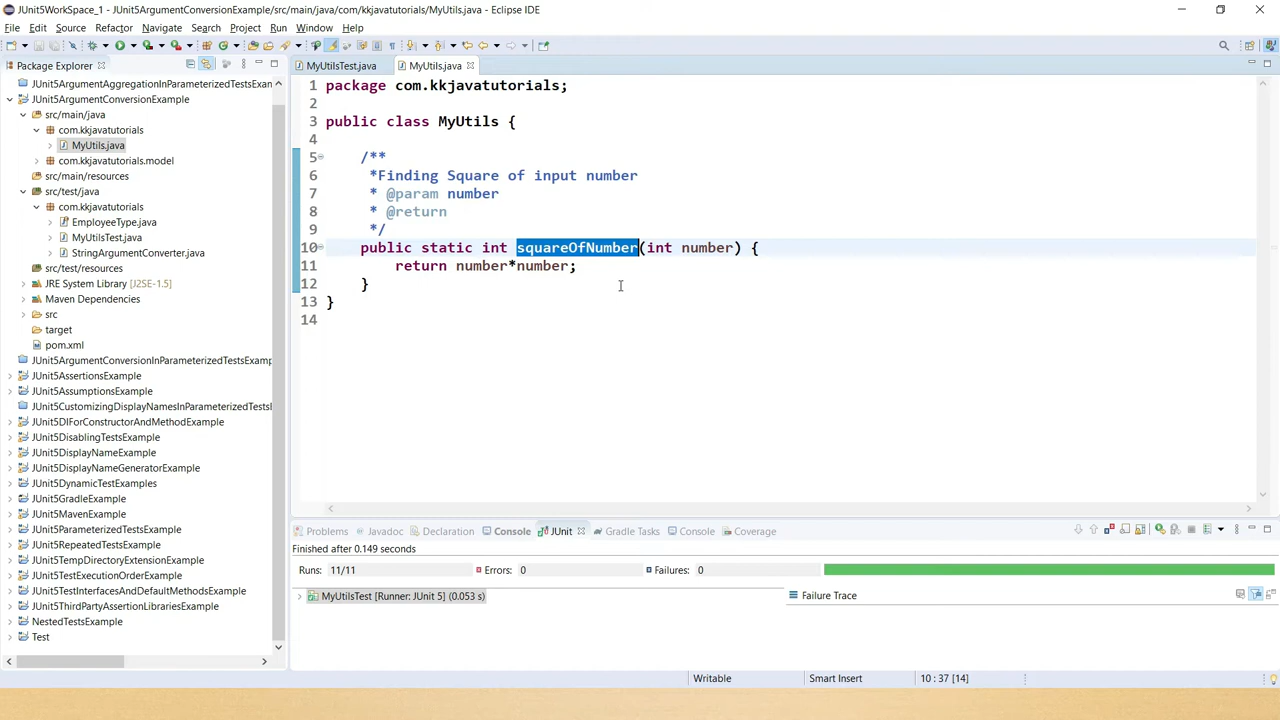 JUnit5WorkSpace_1 - JUnit5ArgumentConversionExample/src/main/java/com/kkjavatutorials/MyUtils.java - Eclipse IDE
File Edit Source Refactor Navigate Search Project Run Window Help
Package Explorer
JUnit5ArgumentAggregationInParameterizedTestsExan
JUnit5ArgumentConversionExample
src/main/java
com.kkjavatutorials
MyUtils.java
com.kkjavatutorials.model
src/main/resources
src/test/java
com.kkjavatutorials
EmployeeType.java
MyUtilsTest.java
StringArgumentConverter.java
src/test/resources
JRE System Library [J2SE-1.5]
Maven Dependencies
src
target
pom.xml
JUnit5ArgumentConversionInParameterizedTestsExamp
JUnit5AssertionsExample
JUnit5AssumptionsExample
JUnit5CustomizingDisplayNamesInParameterizedTestsl
JUnit5DIForConstructorAndMethodExample
JUnit5DisablingTestsExample
JUnit5DisplayNameExample
JUnit5DisplayNameGeneratorExample
JUnit5DynamicTestExamples
JUnit5GradleExample
JUnit5MavenExample
JUnit5ParameterizedTestsExample
JUnit5RepeatedTestsExample
JUnit5TempDirectoryExtensionExample
JUnit5TestExecutionOrderExample
JUnit5TestInterfacesAndDefaultMethodsExample
JUnit5ThirdPartyAssertionLibrariesExample
NestedTestsExample
Test
MyUtilsTest.java MyUtils.java
1 package com.kkjavatutorials;
2
3 public class MyUtils {
4
5 /**
6 *Finding Square of input number
7 * @param number
8 * @return
9 */
10 public static int squareOfNumber(int number) {
11 return number*number;
12 }
13 }
14
Problems Javadoc Declaration Console JUnit Gradle Tasks Console Coverage
Finished after 0.149 seconds
Runs: 11/11 Errors: 0 Failures: 0
MyUtilsTest [Runner: JUnit 5] (0.053 s)
Failure Trace
Writable Smart Insert 10 : 37 [14]